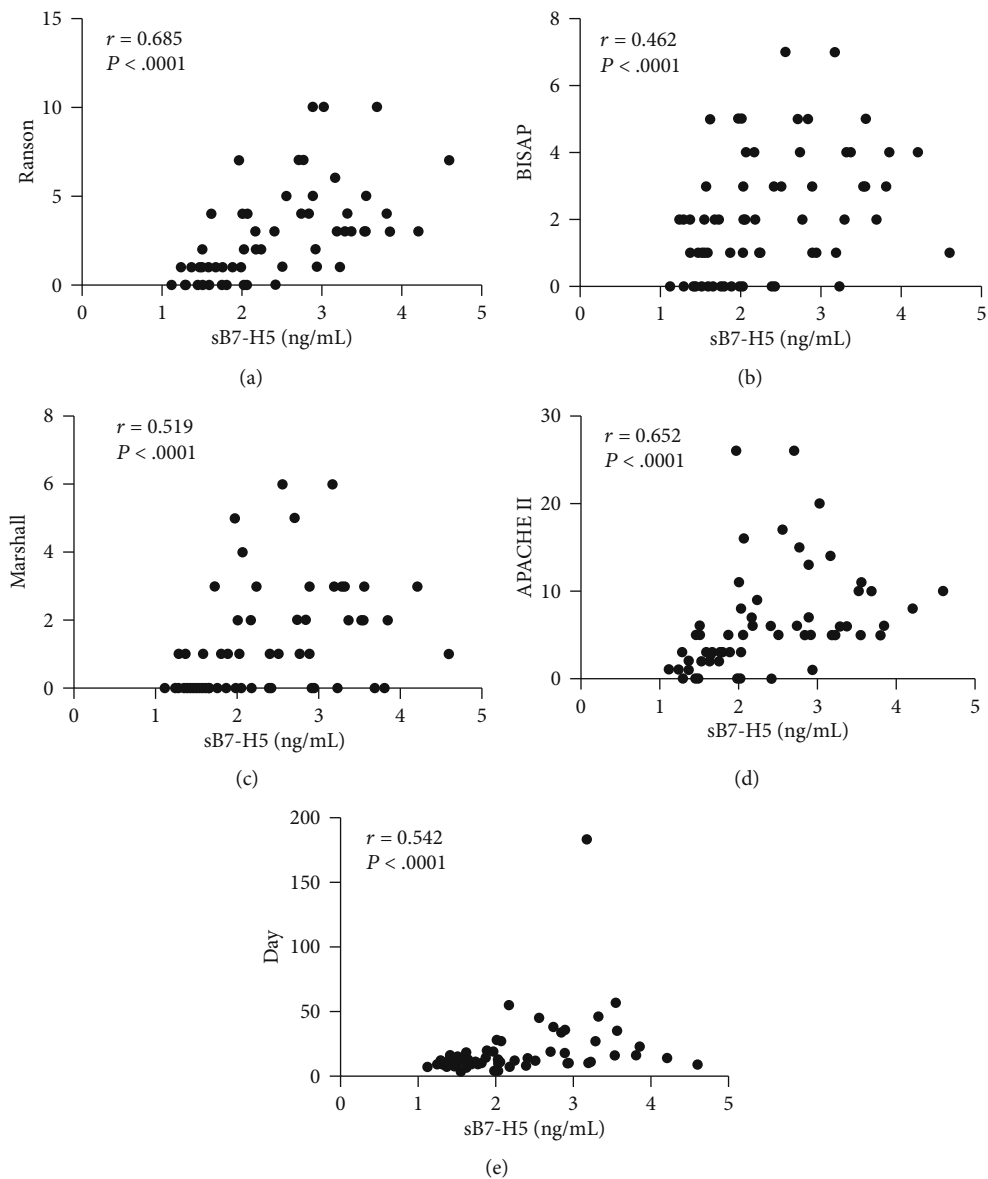 15
10
5
0
Ranson
r = 0.685
P < .0001
0 1 2 3 4 5
sB7-H5 (ng/mL)
(a)
8
6
4
2
0
BISAP
r = 0.462
P < .0001
0 1 2 3 4 5
sB7-H5 (ng/mL)
(b)
8
6
4
2
0
Marshall
r = 0.519
P < .0001
0 1 2 3 4 5
sB7-H5 (ng/mL)
(c)
30
20
10
0
APACHE II
r = 0.652
P < .0001
0 1 2 3 4 5
sB7-H5 (ng/mL)
(d)
200
150
100
50
0
Day
r = 0.542
P < .0001
0 1 2 3 4 5
sB7-H5 (ng/mL)
(e)